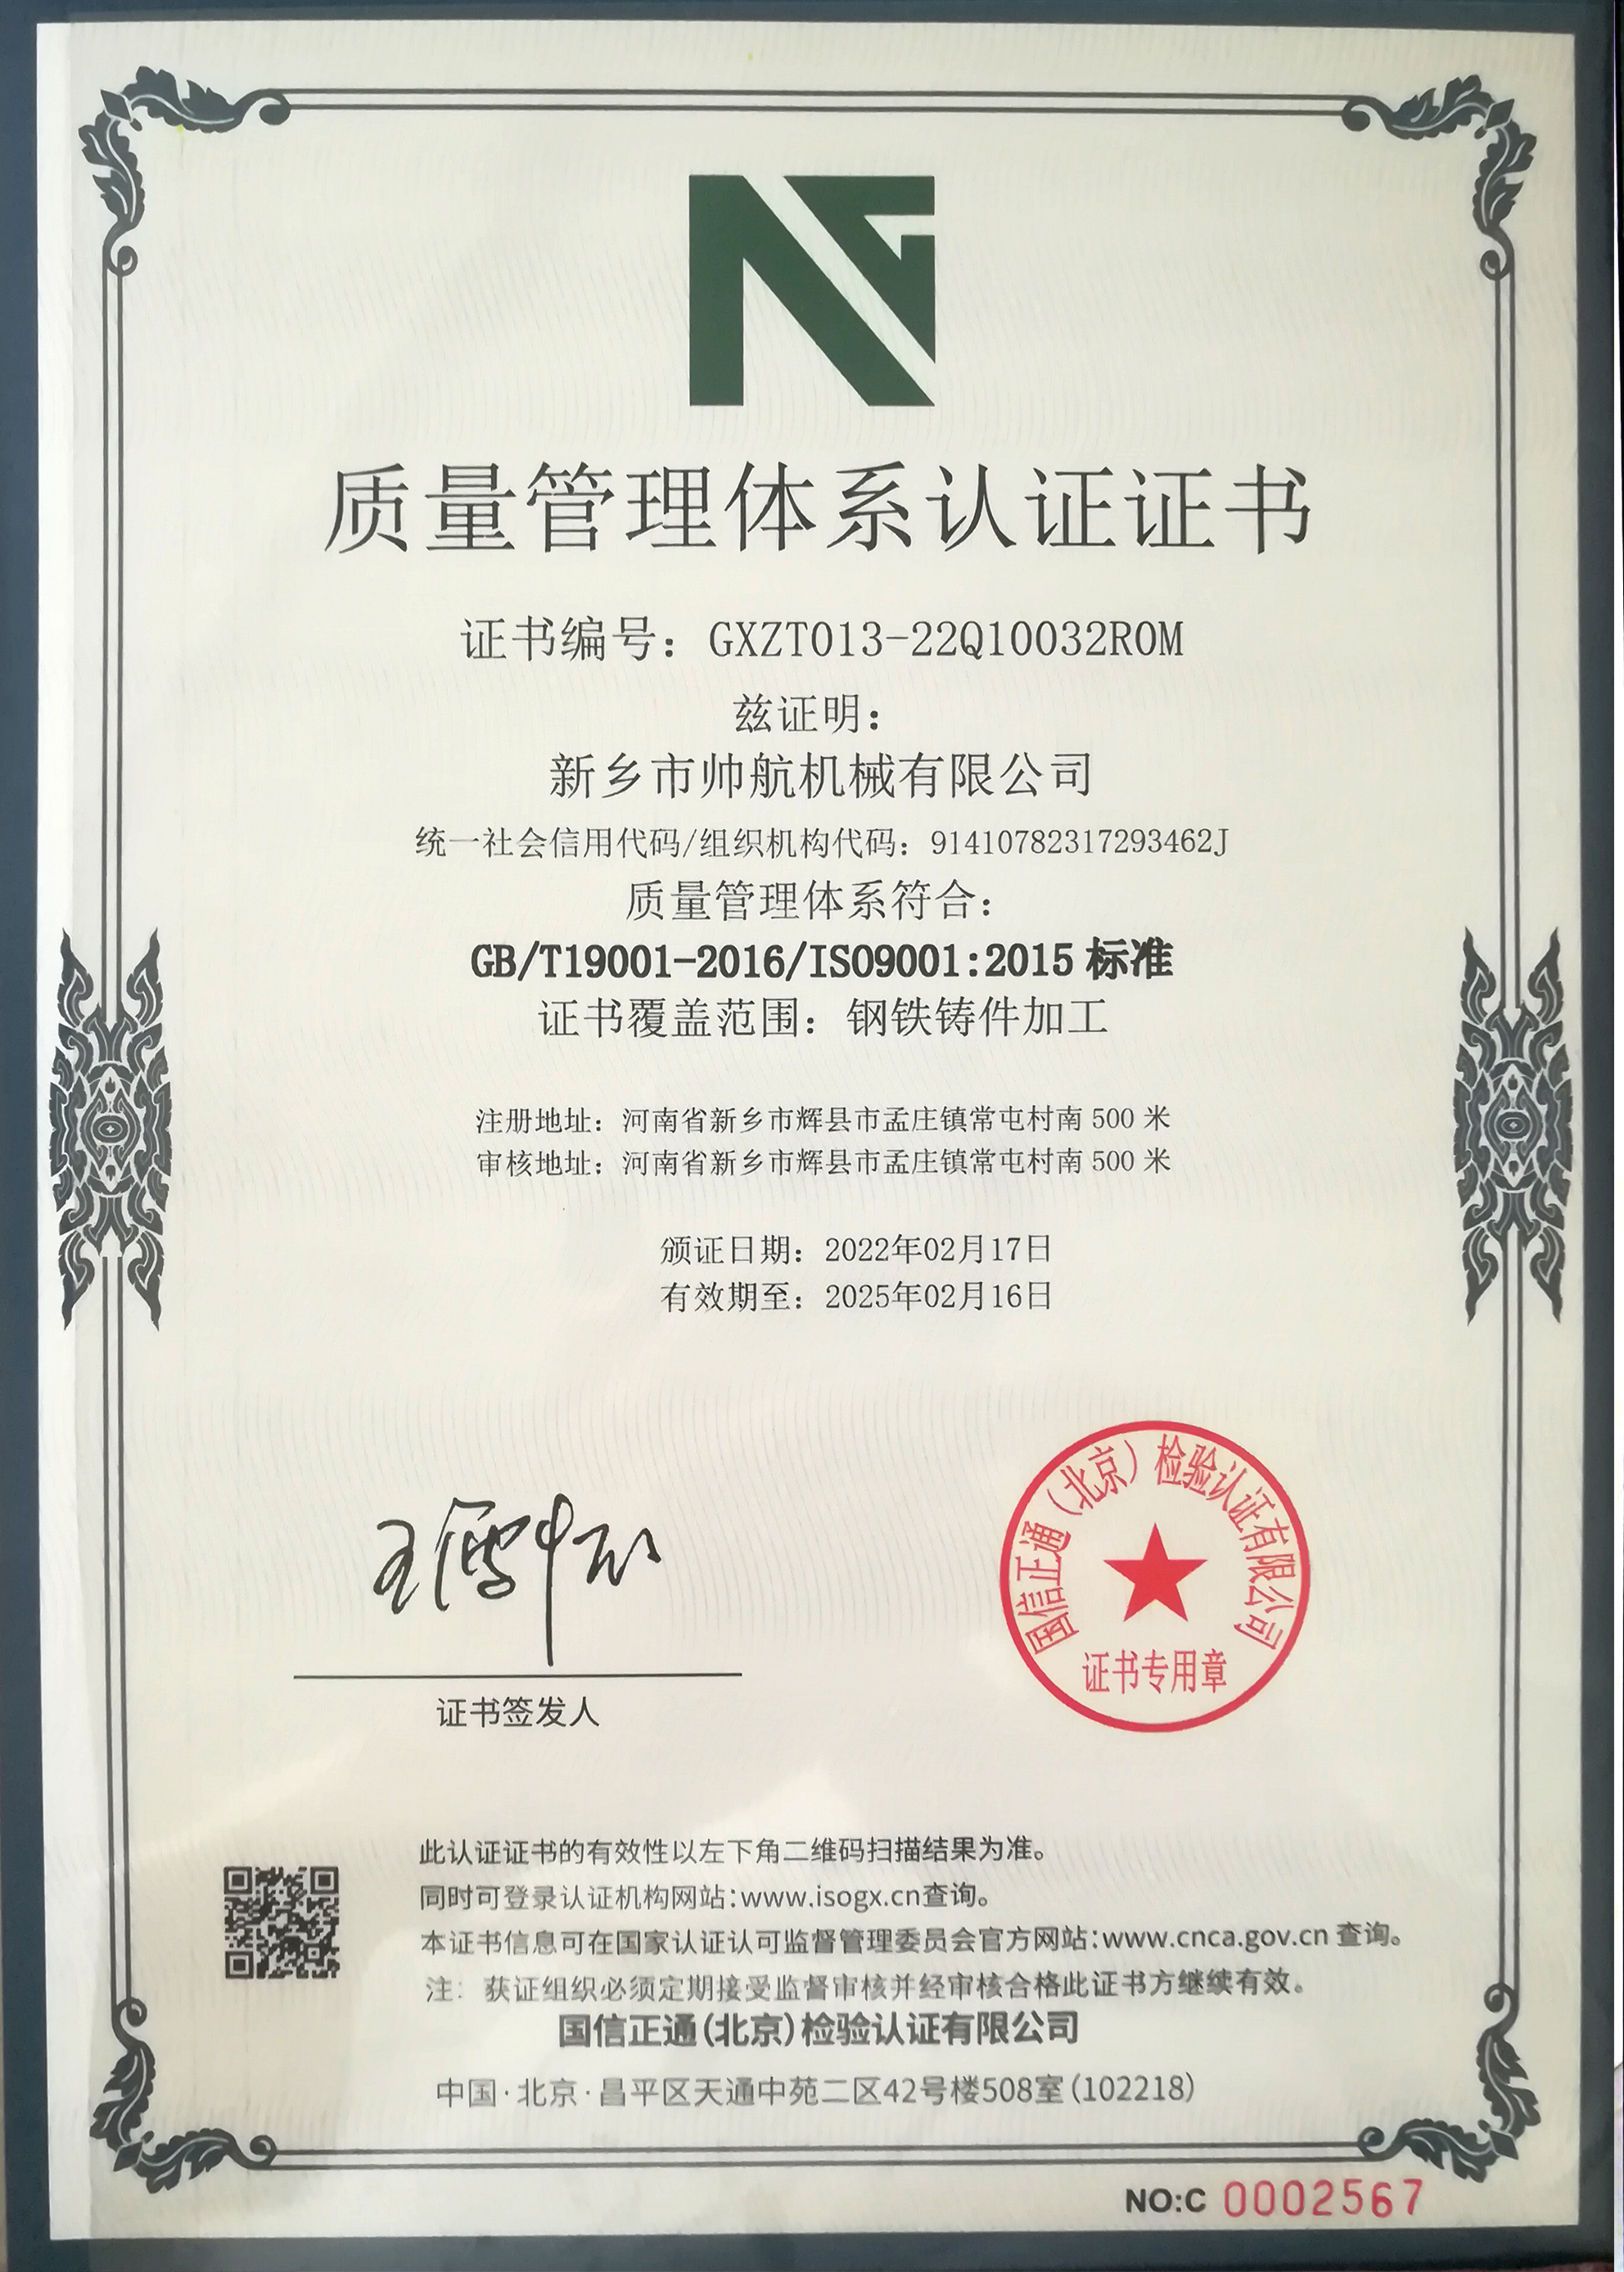 质量管理体系认证证书
证书编号：GXZT013-22Q10032R0M
兹证明：
新乡市帅航机械有限公司
统一社会信用代码/组织机构代码：91410782317293462J
质量管理体系符合：
GB/T19001-2016/ISO9001:2015 标准
证书覆盖范围：钢铁铸件加工
注册地址：河南省新乡市辉县市孟庄镇常屯村南 500 米
审核地址：河南省新乡市辉县市孟庄镇常屯村南 500 米
颁证日期：2022年02月17日
有效期至：2025年02月16日
国信正通（北京）检验认证有限公司
证书专用章
证书签发人
此认证证书的有效性以左下角二维码扫描结果为准。
同时可登录认证机构网站:www.isogx.cn查询。
本证书信息可在国家认证认可监督管理委员会官方网站:www.cnca.gov.cn 查询。
注：获证组织必须定期接受监督审核并经审核合格此证书方继续有效。
国信正通(北京)检验认证有限公司
中国·北京·昌平区天通中苑二区42号楼508室(102218)
NO:C 0002567